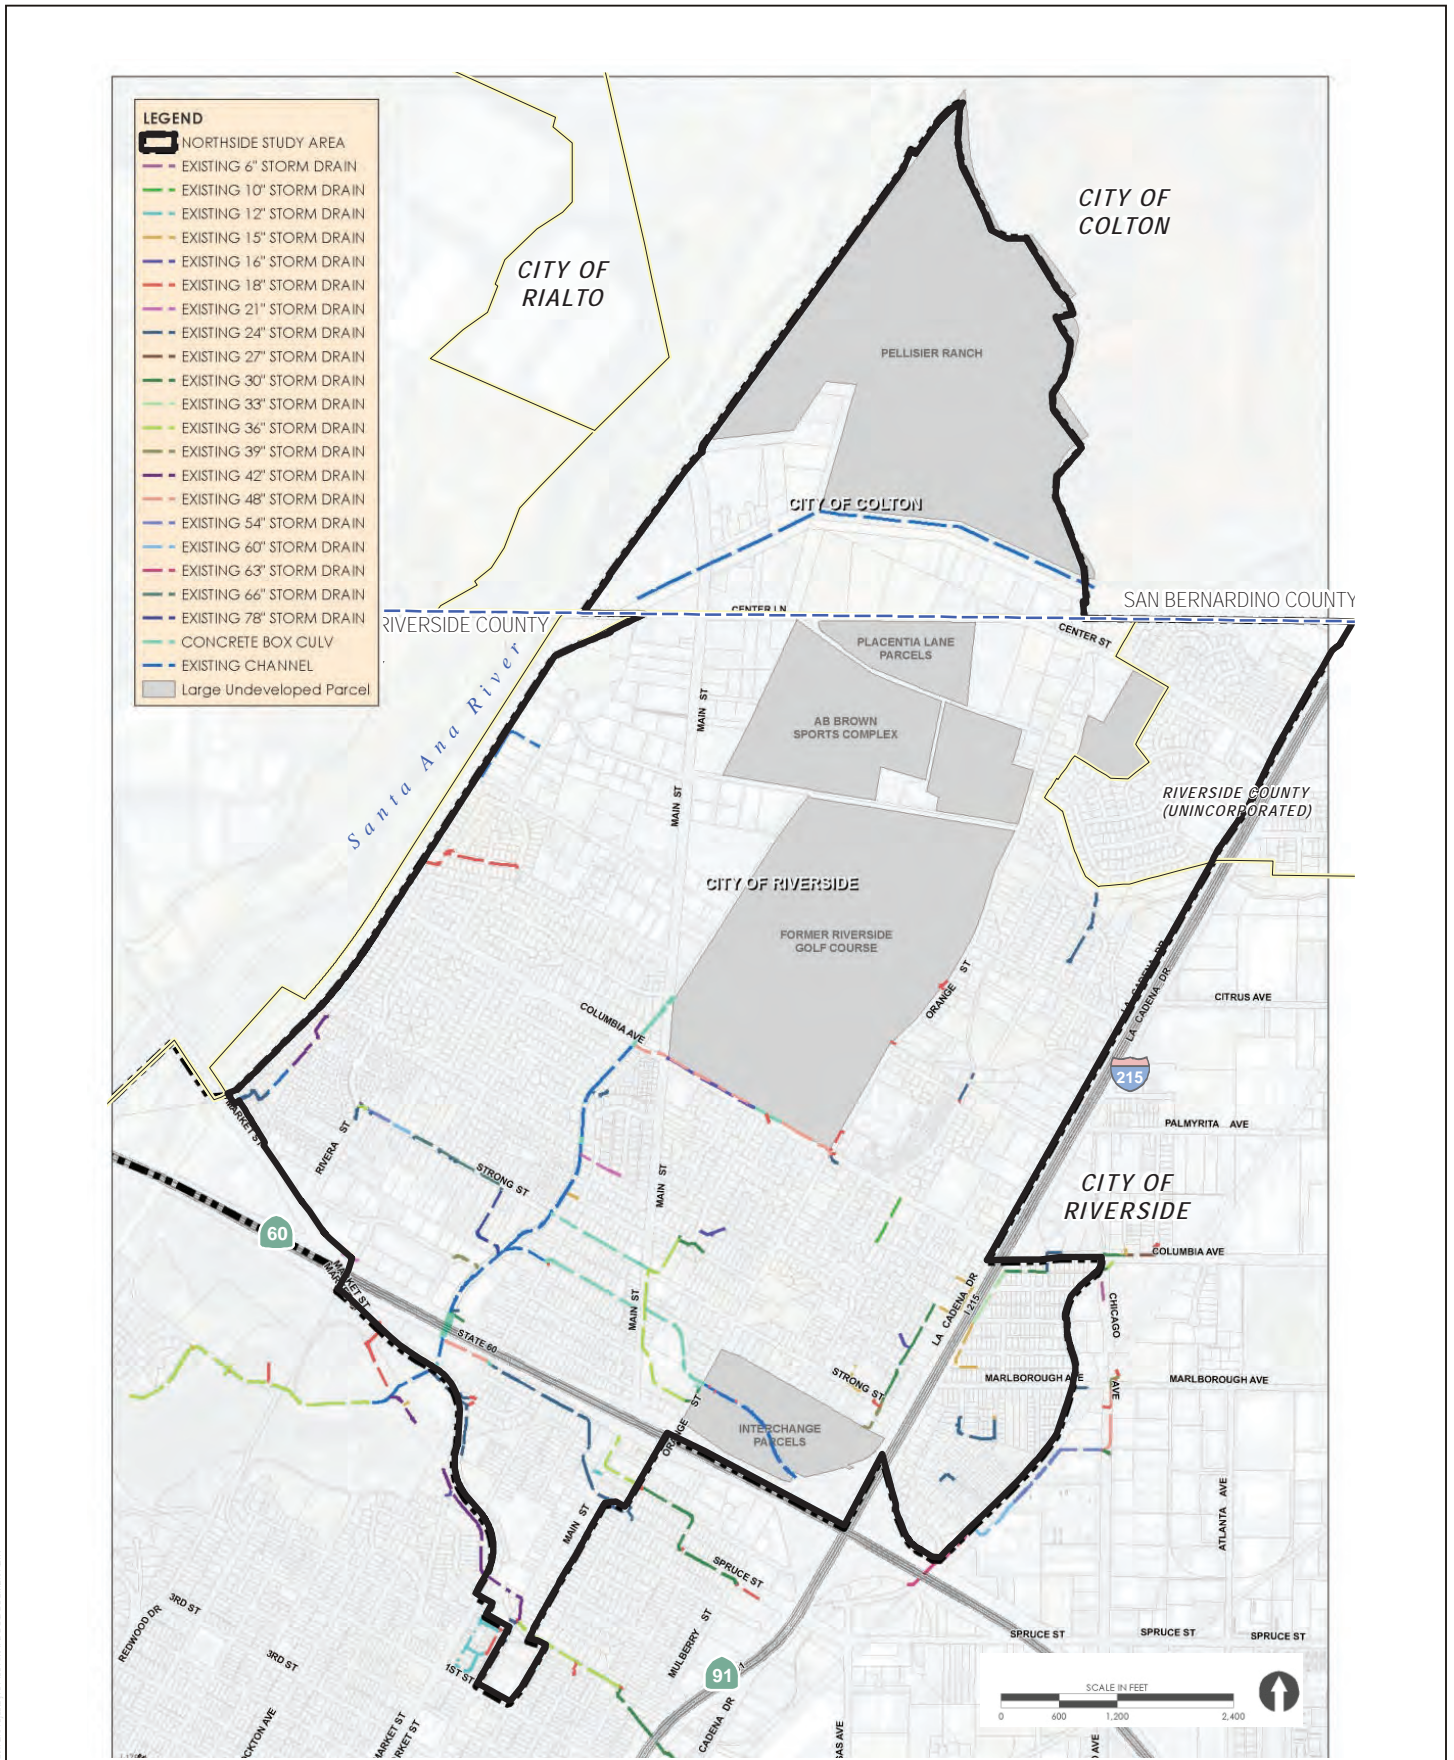 LEGEND
NORTHSIDE STUDY AREA
EXISTING 6" STORM DRAIN
EXISTING 10" STORM DRAIN
EXISTING 12" STORM DRAIN
EXISTING 15" STORM DRAIN
EXISTING 16" STORM DRAIN
EXISTING 18" STORM DRAIN
EXISTING 21" STORM DRAIN
EXISTING 24" STORM DRAIN
EXISTING 27" STORM DRAIN
EXISTING 30" STORM DRAIN
EXISTING 33" STORM DRAIN
EXISTING 36" STORM DRAIN
EXISTING 39" STORM DRAIN
EXISTING 42" STORM DRAIN
EXISTING 48" STORM DRAIN
EXISTING 54" STORM DRAIN
EXISTING 60" STORM DRAIN
EXISTING 63" STORM DRAIN
EXISTING 66" STORM DRAIN
EXISTING 78" STORM DRAIN
CONCRETE BOX CULV
EXISTING CHANNEL
Large Undeveloped Parcel
CITY OF
COLTON
CITY OF
RIALTO
PELLISIER RANCH
CITY OF COLTON
CENTER LN
SAN BERNARDINO COUNTY
RIVERSIDE COUNTY
CENTER ST
PLACENTIA LANE
PARCELS
Santa Ana River
MAIN ST
AB BROWN
SPORTS COMPLEX
MAIN ST
RIVERSIDE COUNTY
(UNINCORPORATED)
CITY OF RIVERSIDE
FORMER RIVERSIDE
GOLF COURSE
ORANGE ST
LA CADENA DR
LA CADENA DR
CITRUS AVE
COLUMBIA AVE
215
MARKET ST
RIVERA ST
PALMYRITA AVE
STRONG ST
MAIN ST
CITY OF
RIVERSIDE
60
COLUMBIA AVE
MARKET ST
MAIN ST
STATE 60
LA CADENA DR
I 215
CHICAGO
AVE
STRONG ST
MARLBOROUGH AVE
MARLBOROUGH AVE
ORANGE ST
INTERCHANGE
PARCELS
MAIN ST
ATLANTA AVE
SPRUCE ST
REDWOOD DR
3RD ST
3RD ST
MULBERRY ST
SPRUCE ST
SPRUCE ST
SPRUCE ST
1ST ST
91
CADENA DR
MARKET ST
SCALE IN FEET
0 600 1,200 2,400